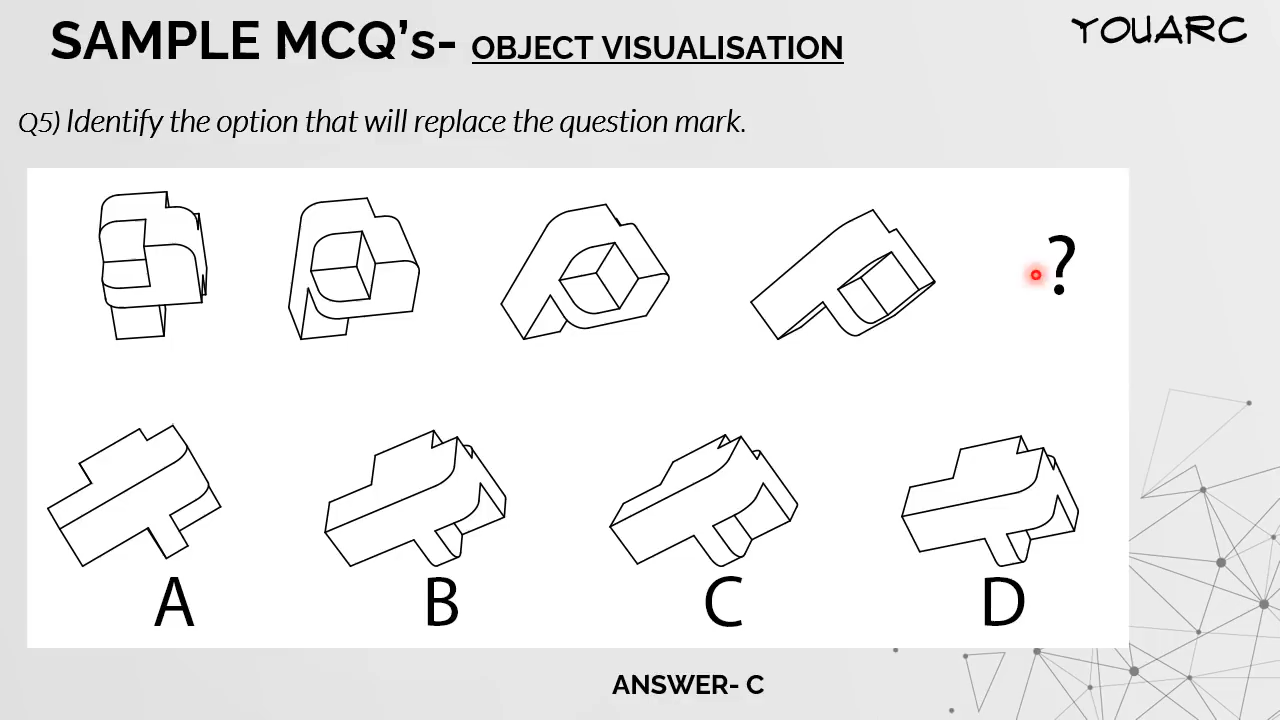 SAMPLE MCQ’s- OBJECT VISUALISATION
YOUARC
Q5) Identify the option that will replace the question mark.
?
A B C D
ANSWER- C